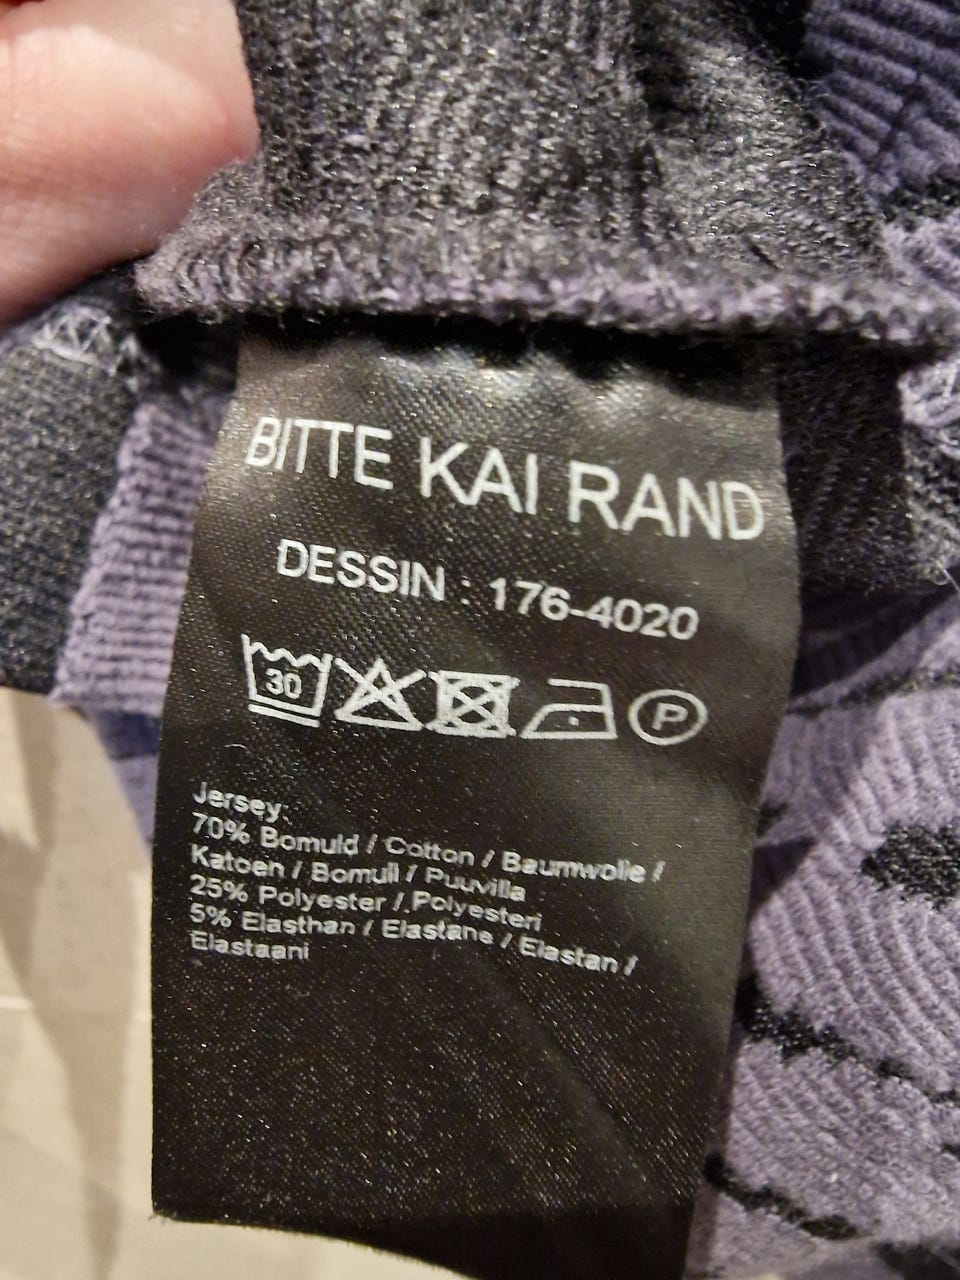 BITTE KAI RAND
DESSIN : 176-4020
30 P
Jersey:
70% Bomuld / Cotton / Baumwolle /
Katoen / Bomull / Puuvilla
25% Polyester / Polyesteri
5% Elasthan / Elastane / Elastan /
Elastaani